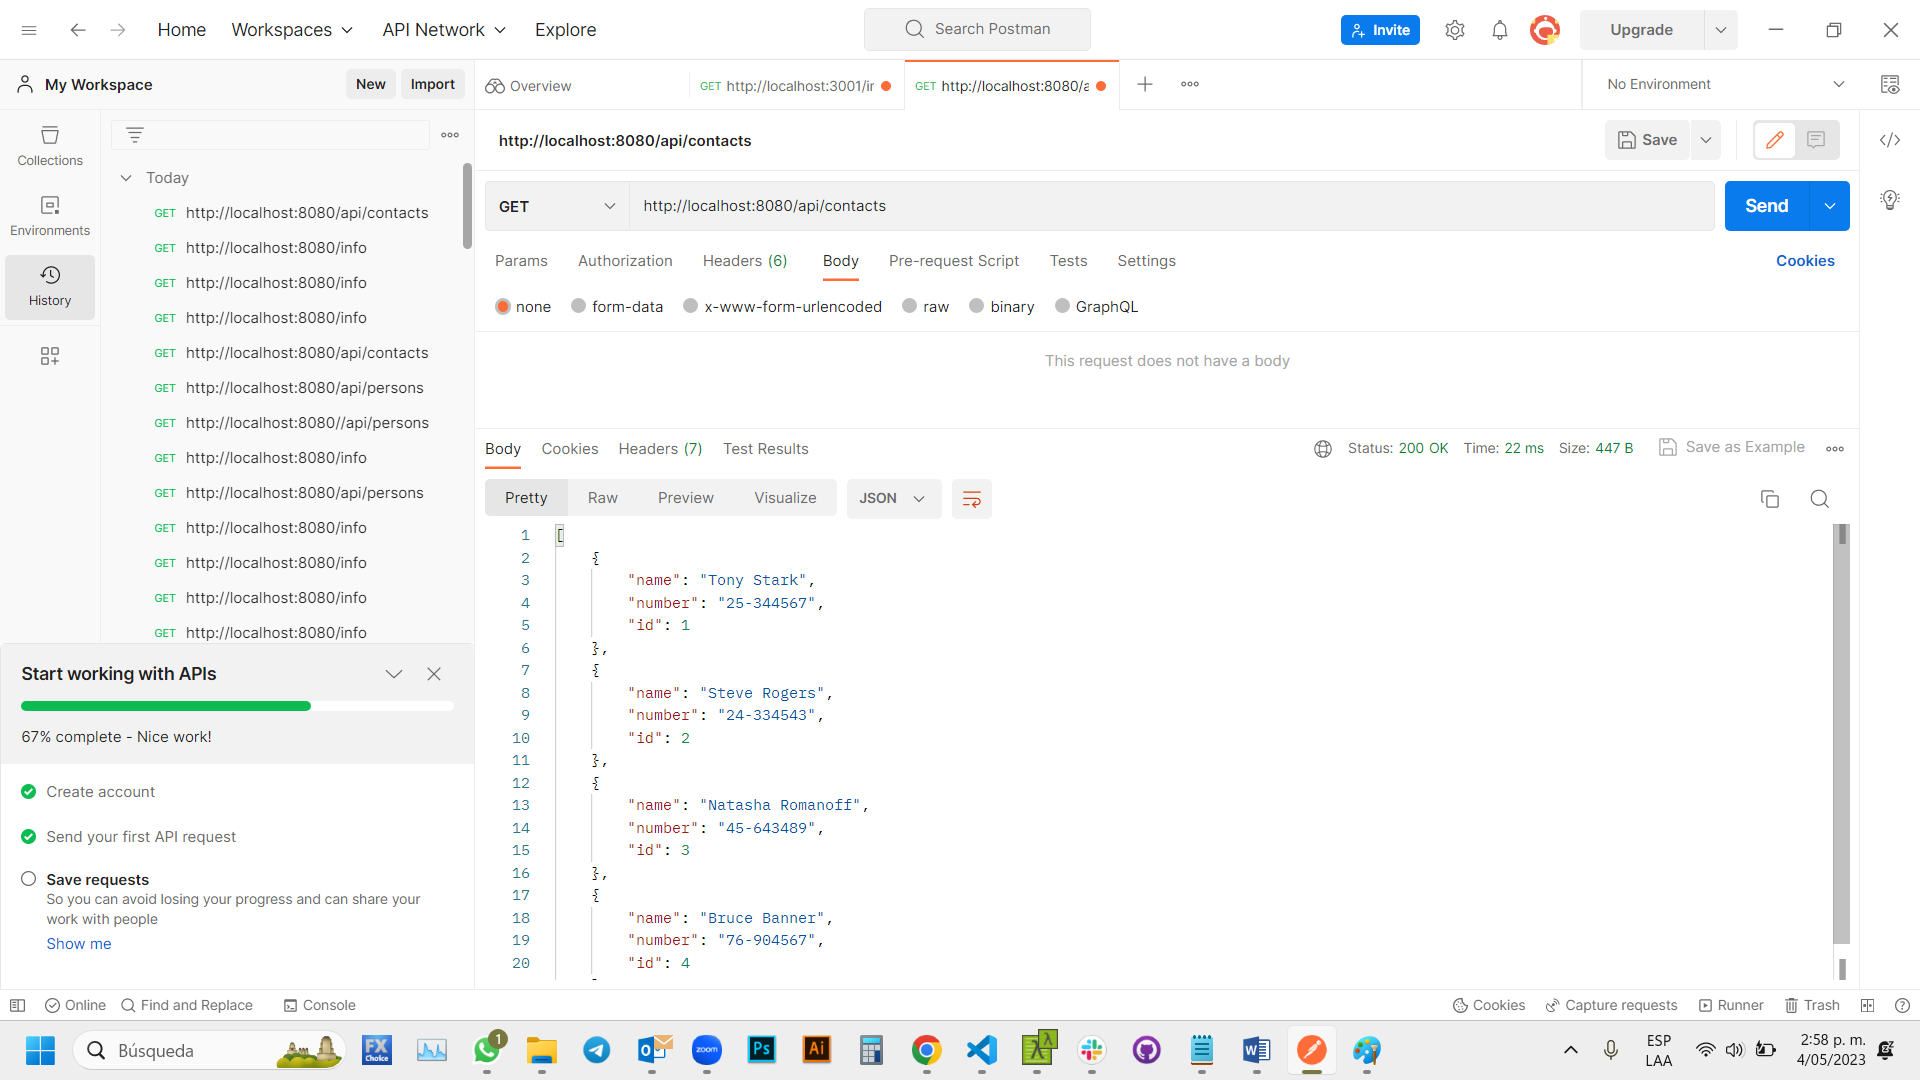 Home
Workspaces
API Network
Explore
Search Postman
Invite
Upgrade
My Workspace
New
Import
Overview
GET http://localhost:3001/ir
GET http://localhost:8080/a
No Environment
Collections
Environments
History
Today
GET http://localhost:8080/api/contacts
GET http://localhost:8080/info
GET http://localhost:8080/info
GET http://localhost:8080/info
GET http://localhost:8080/api/contacts
GET http://localhost:8080/api/persons
GET http://localhost:8080//api/persons
GET http://localhost:8080/info
GET http://localhost:8080/api/persons
GET http://localhost:8080/info
GET http://localhost:8080/info
GET http://localhost:8080/info
GET http://localhost:8080/info
Start working with APIs
67% complete - Nice work!
Create account
Send your first API request
Save requests
So you can avoid losing your progress and can share your
work with people
Show me
http://localhost:8080/api/contacts
Save
GET
http://localhost:8080/api/contacts
Send
Params
Authorization
Headers (6)
Body
Pre-request Script
Tests
Settings
Cookies
none
form-data
x-www-form-urlencoded
raw
binary
GraphQL
This request does not have a body
Body
Cookies
Headers (7)
Test Results
Status: 200 OK
Time: 22 ms
Size: 447 B
Save as Example
Pretty
Raw
Preview
Visualize
JSON
1 [
2 {
3 "name": "Tony Stark",
4 "number": "25-344567",
5 "id": 1
6 },
7 {
8 "name": "Steve Rogers",
9 "number": "24-334543",
10 "id": 2
11 },
12 {
13 "name": "Natasha Romanoff",
14 "number": "45-643489",
15 "id": 3
16 },
17 {
18 "name": "Bruce Banner",
19 "number": "76-904567",
20 "id": 4
Online
Find and Replace
Console
Cookies
Capture requests
Runner
Trash
Búsqueda
FX
Choice
1
zoom
Ps
Ai
ESP
LAA
2:58 p. m.
4/05/2023